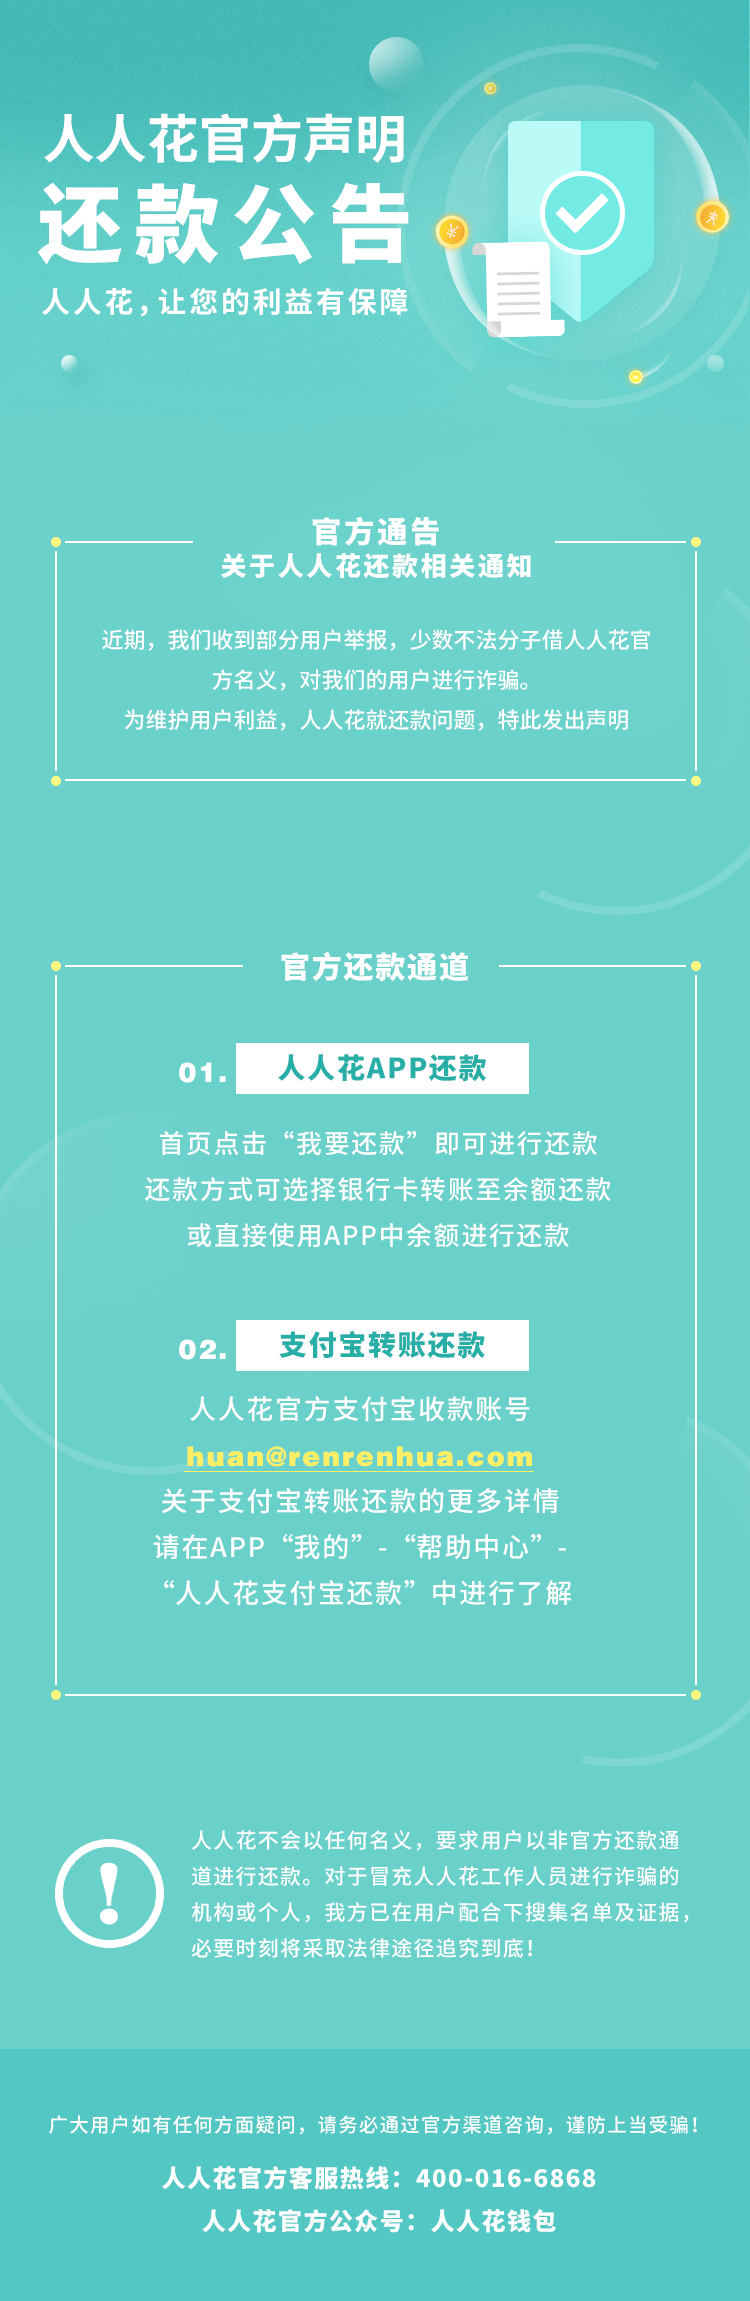 人人花官方声明
还款公告
人人花，让您的利益有保障
官方通告
关于人人花还款相关通知
近期，我们收到部分用户举报，少数不法分子借人人花官
方名义，对我们的用户进行诈骗。
为维护用户利益，人人花就还款问题，特此发出声明
官方还款通道
01. 人人花APP还款
首页点击“我要还款”即可进行还款
还款方式可选择银行卡转账至余额还款
或直接使用APP中余额进行还款
02. 支付宝转账还款
人人花官方支付宝收款账号
huan@renrenhua.com
关于支付宝转账还款的更多详情
请在APP“我的”-“帮助中心”-
“人人花支付宝还款”中进行了解
人人花不会以任何名义，要求用户以非官方还款通
道进行还款。对于冒充人人花工作人员进行诈骗的
机构或个人，我方已在用户配合下搜集名单及证据，
必要时刻将采取法律途径追究到底！
广大用户如有任何方面疑问，请务必通过官方渠道咨询，谨防上当受骗！
人人花官方客服热线：400-016-6868
人人花官方公众号：人人花钱包